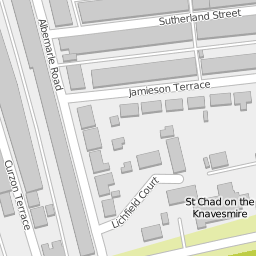 Sutherland Street
Albemarle Road
Jamieson Terrace
Curzon Terrace
Lichfield Court
St Chad on the
Knavesmire